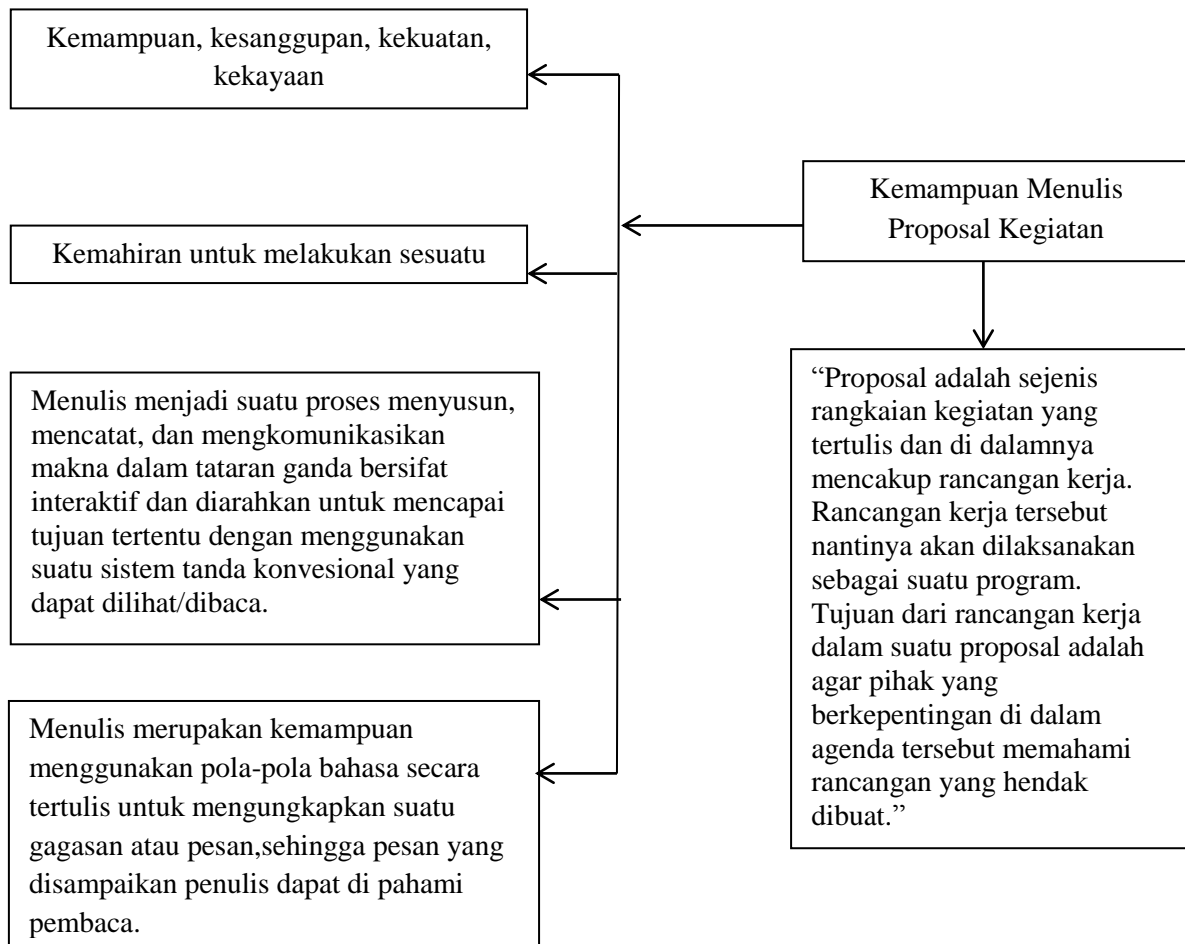 Kemampuan, kesanggupan, kekuatan,
kekayaan
Kemahiran untuk melakukan sesuatu
Menulis menjadi suatu proses menyusun,
mencatat, dan mengkomunikasikan
makna dalam tataran ganda bersifat
interaktif dan diarahkan untuk mencapai
tujuan tertentu dengan menggunakan
suatu sistem tanda konvesional yang
dapat dilihat/dibaca.
Menulis merupakan kemampuan
menggunakan pola-pola bahasa secara
tertulis untuk mengungkapkan suatu
gagasan atau pesan,sehingga pesan yang
disampaikan penulis dapat di pahami
pembaca.
Kemampuan Menulis
Proposal Kegiatan
“Proposal adalah sejenis
rangkaian kegiatan yang
tertulis dan di dalamnya
mencakup rancangan kerja.
Rancangan kerja tersebut
nantinya akan dilaksanakan
sebagai suatu program.
Tujuan dari rancangan kerja
dalam suatu proposal adalah
agar pihak yang
berkepentingan di dalam
agenda tersebut memahami
rancangan yang hendak
dibuat.”